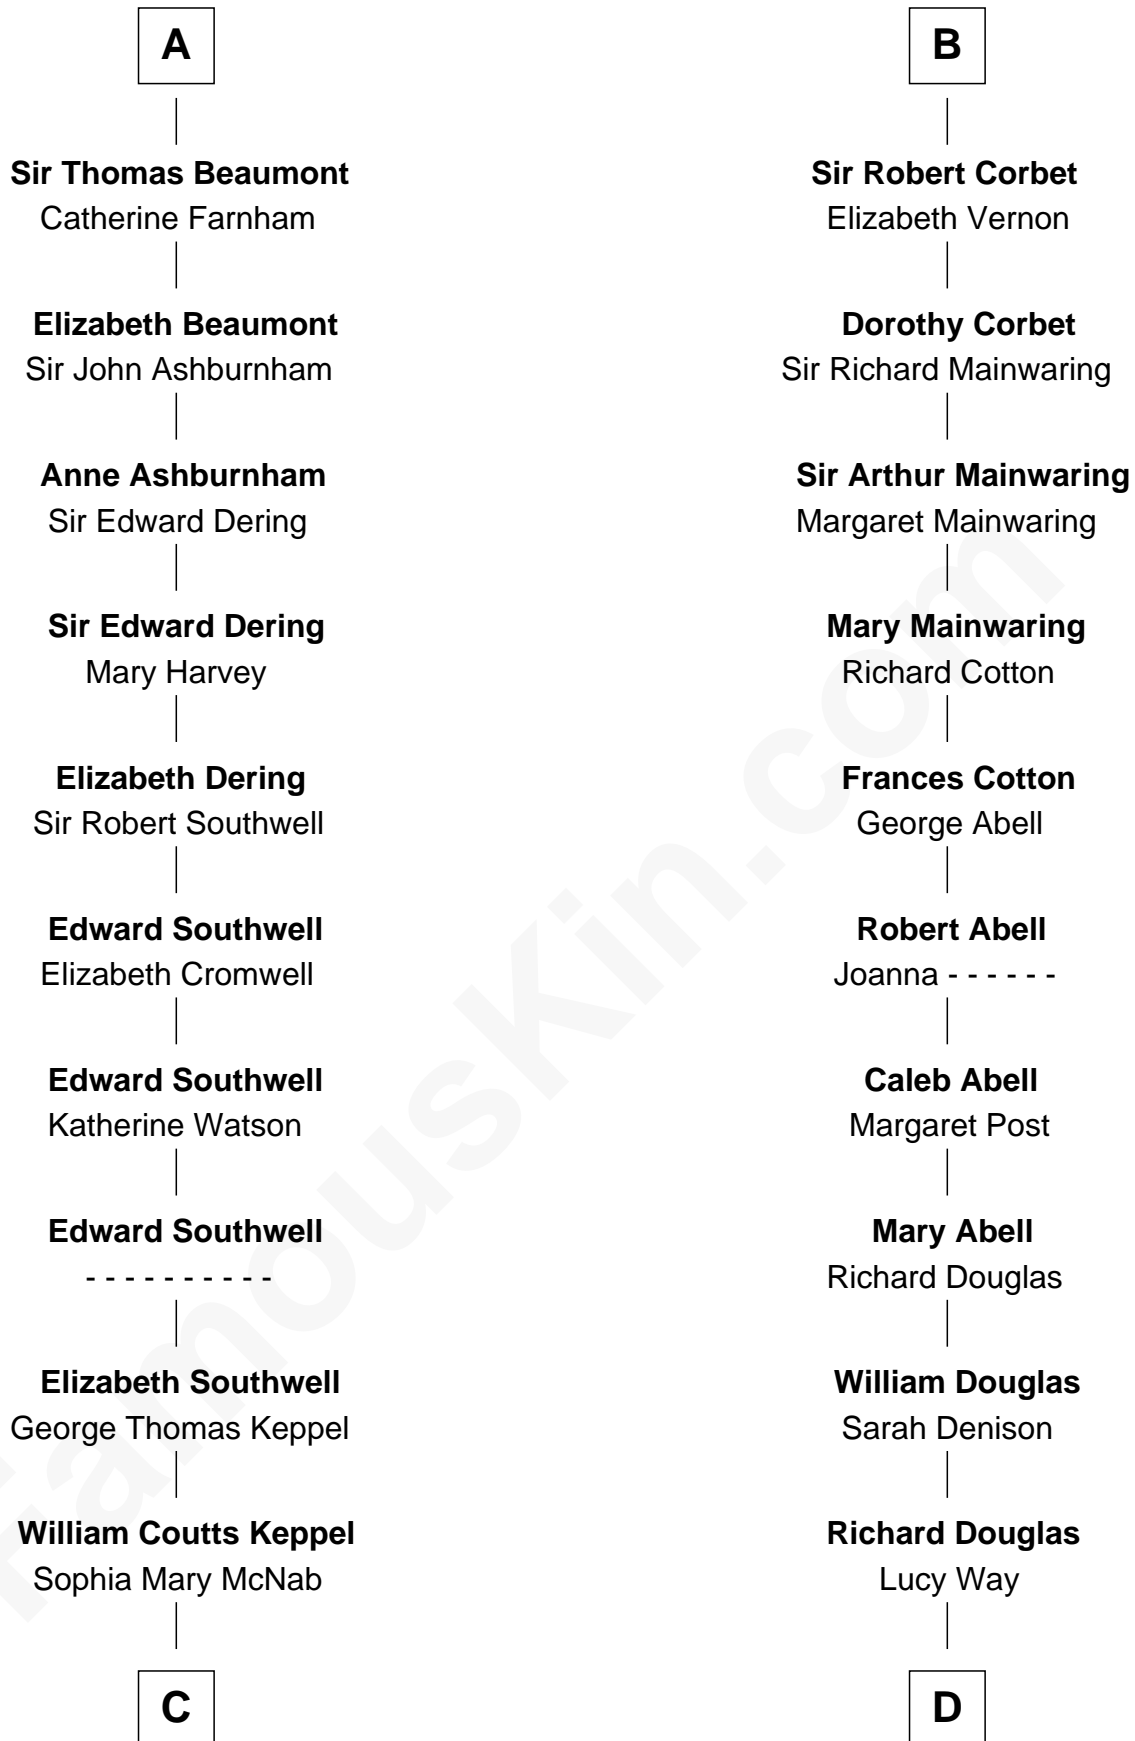 A
Sir Thomas Beaumont
Catherine Farnham
Elizabeth Beaumont
Sir John Ashburnham
Anne Ashburnham
Sir Edward Dering
Sir Edward Dering
Mary Harvey
Elizabeth Dering
Sir Robert Southwell
Edward Southwell
Elizabeth Cromwell
Edward Southwell
Katherine Watson
Edward Southwell
- - - - - - - - - -
Elizabeth Southwell
George Thomas Keppel
William Coutts Keppel
Sophia Mary McNab
C
B
Sir Robert Corbet
Elizabeth Vernon
Dorothy Corbet
Sir Richard Mainwaring
Sir Arthur Mainwaring
Margaret Mainwaring
Mary Mainwaring
Richard Cotton
Frances Cotton
George Abell
Robert Abell
Joanna - - - - - -
Caleb Abell
Margaret Post
Mary Abell
Richard Douglas
William Douglas
Sarah Denison
Richard Douglas
Lucy Way
D
FamousKin.com